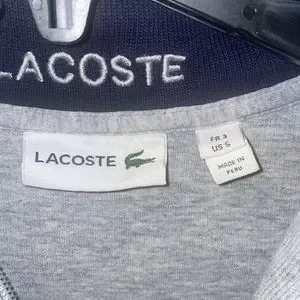 LACOSTE
LACOSTE
FR 3
US S
MADE IN
PERU